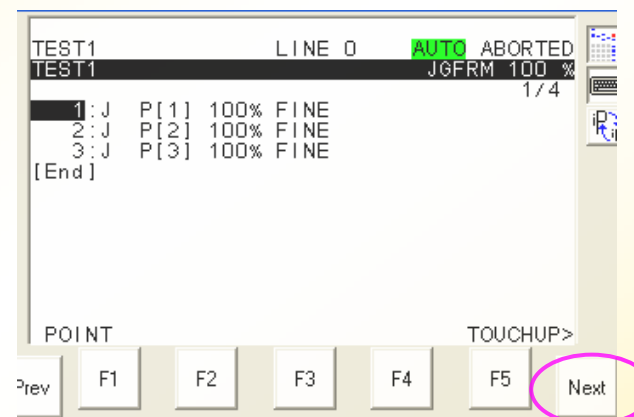 TEST1 LINE 0 AUTO ABORTED
TEST1 JGFRM 100 %
1/4
1:J P[1] 100% FINE
2:J P[2] 100% FINE
3:J P[3] 100% FINE
[End]
POINT TOUCHUP>
Prev F1 F2 F3 F4 F5 Next